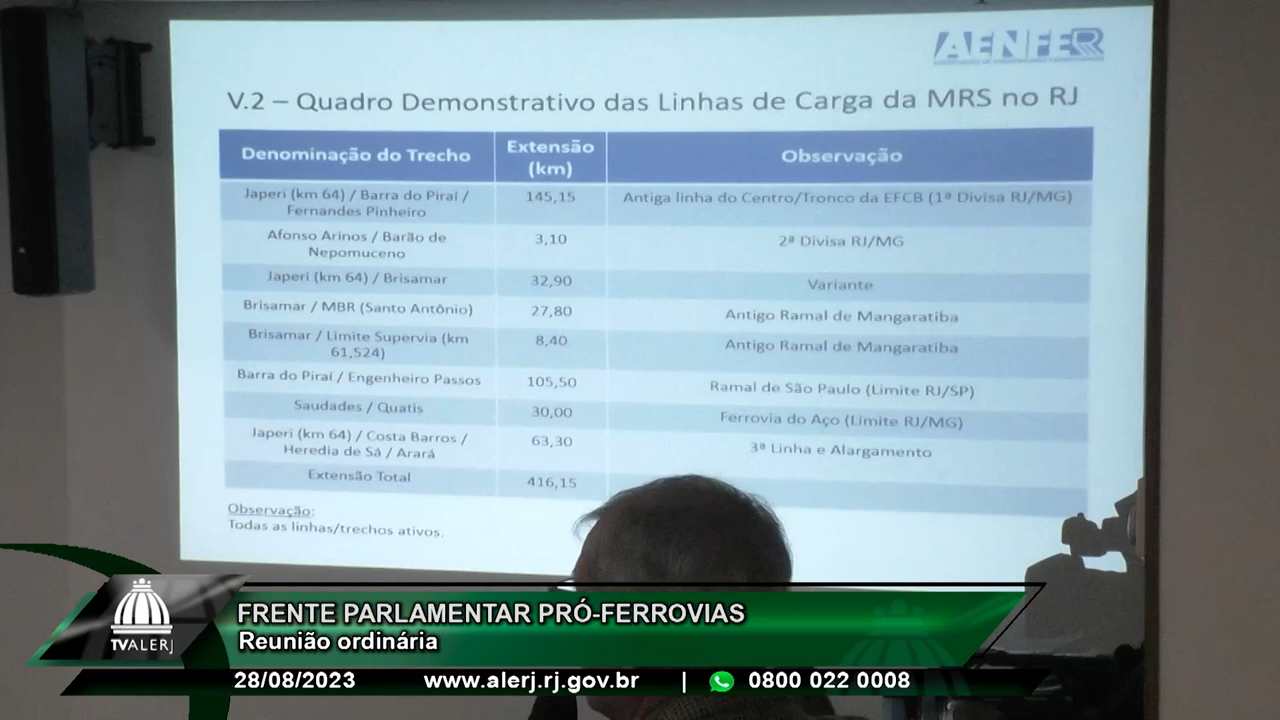 AENFER
V.2 – Quadro Demonstrativo das Linhas de Carga da MRS no RJ
Denominação do Trecho
Extensão
(km)
Observação
Japeri (km 64) / Barra do Piraí /
Fernandes Pinheiro
145,15
Antiga linha do Centro/Tronco da EFCB (1ª Divisa RJ/MG)
Afonso Arinos / Barão de
Nepomuceno
3,10
2ª Divisa RJ/MG
Japeri (km 64) / Brisamar
32,90
Variante
Brisamar / MBR (Santo Antônio)
27,80
Antigo Ramal de Mangaratiba
Brisamar / Limite Supervia (km
61,524)
8,40
Antigo Ramal de Mangaratiba
Barra do Piraí / Engenheiro Passos
105,50
Ramal de São Paulo (Limite RJ/SP)
Saudades / Quatis
30,00
Ferrovia do Aço (Limite RJ/MG)
Japeri (km 64) / Costa Barros /
Heredia de Sá / Arará
63,30
3ª Linha e Alargamento
Extensão Total
416,15
Observação:
Todas as linhas/trechos ativos.
TVALERJ
FRENTE PARLAMENTAR PRÓ-FERROVIAS
Reunião ordinária
28/08/2023 www.alerj.rj.gov.br | 0800 022 0008